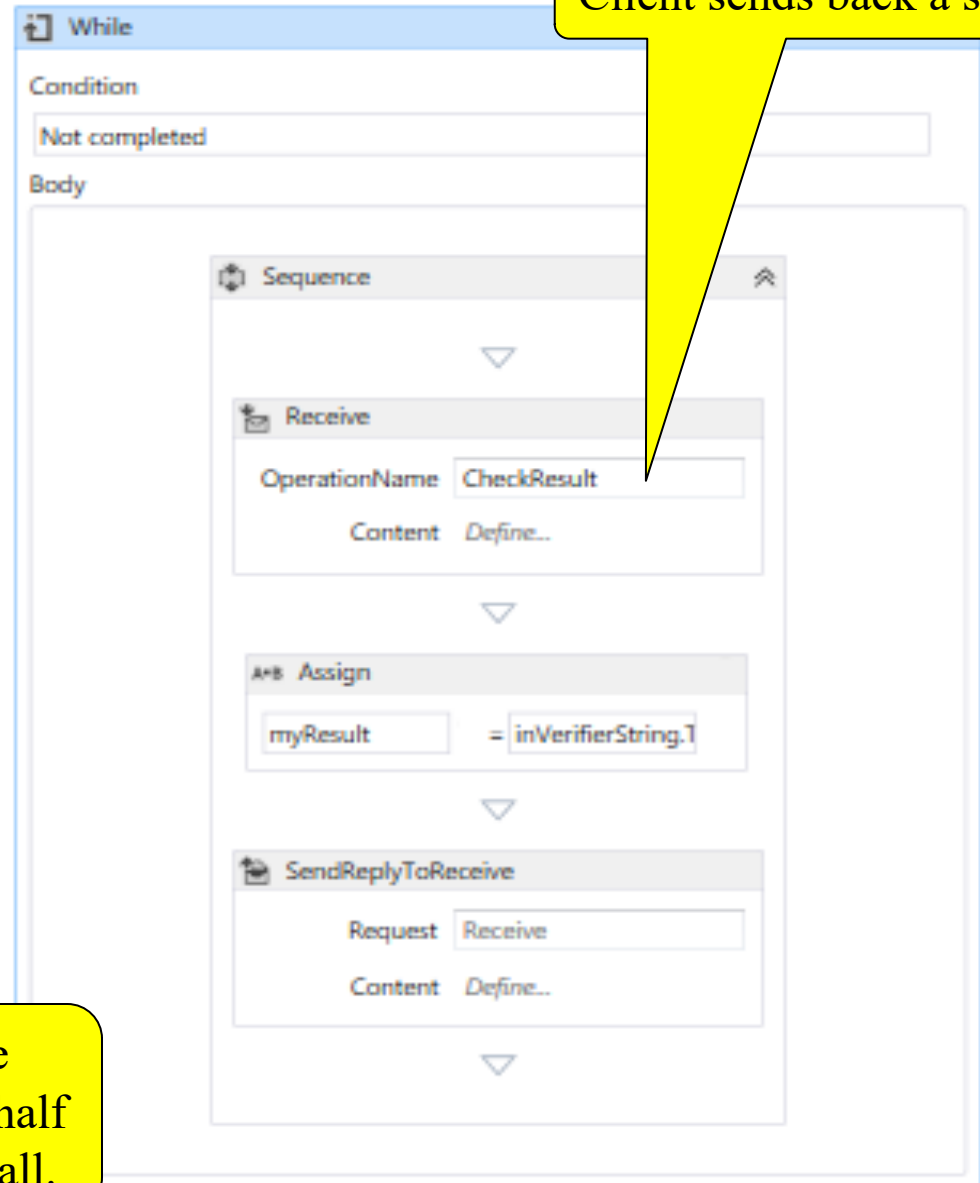 Client sends back a s
While
Condition
Not completed
Body
Sequence
Receive
OperationName CheckResult
Content Define...
A+B Assign
myResult = inVerifierString.T
SendReplyToReceive
Request Receive
Content Define...
e
half
all.